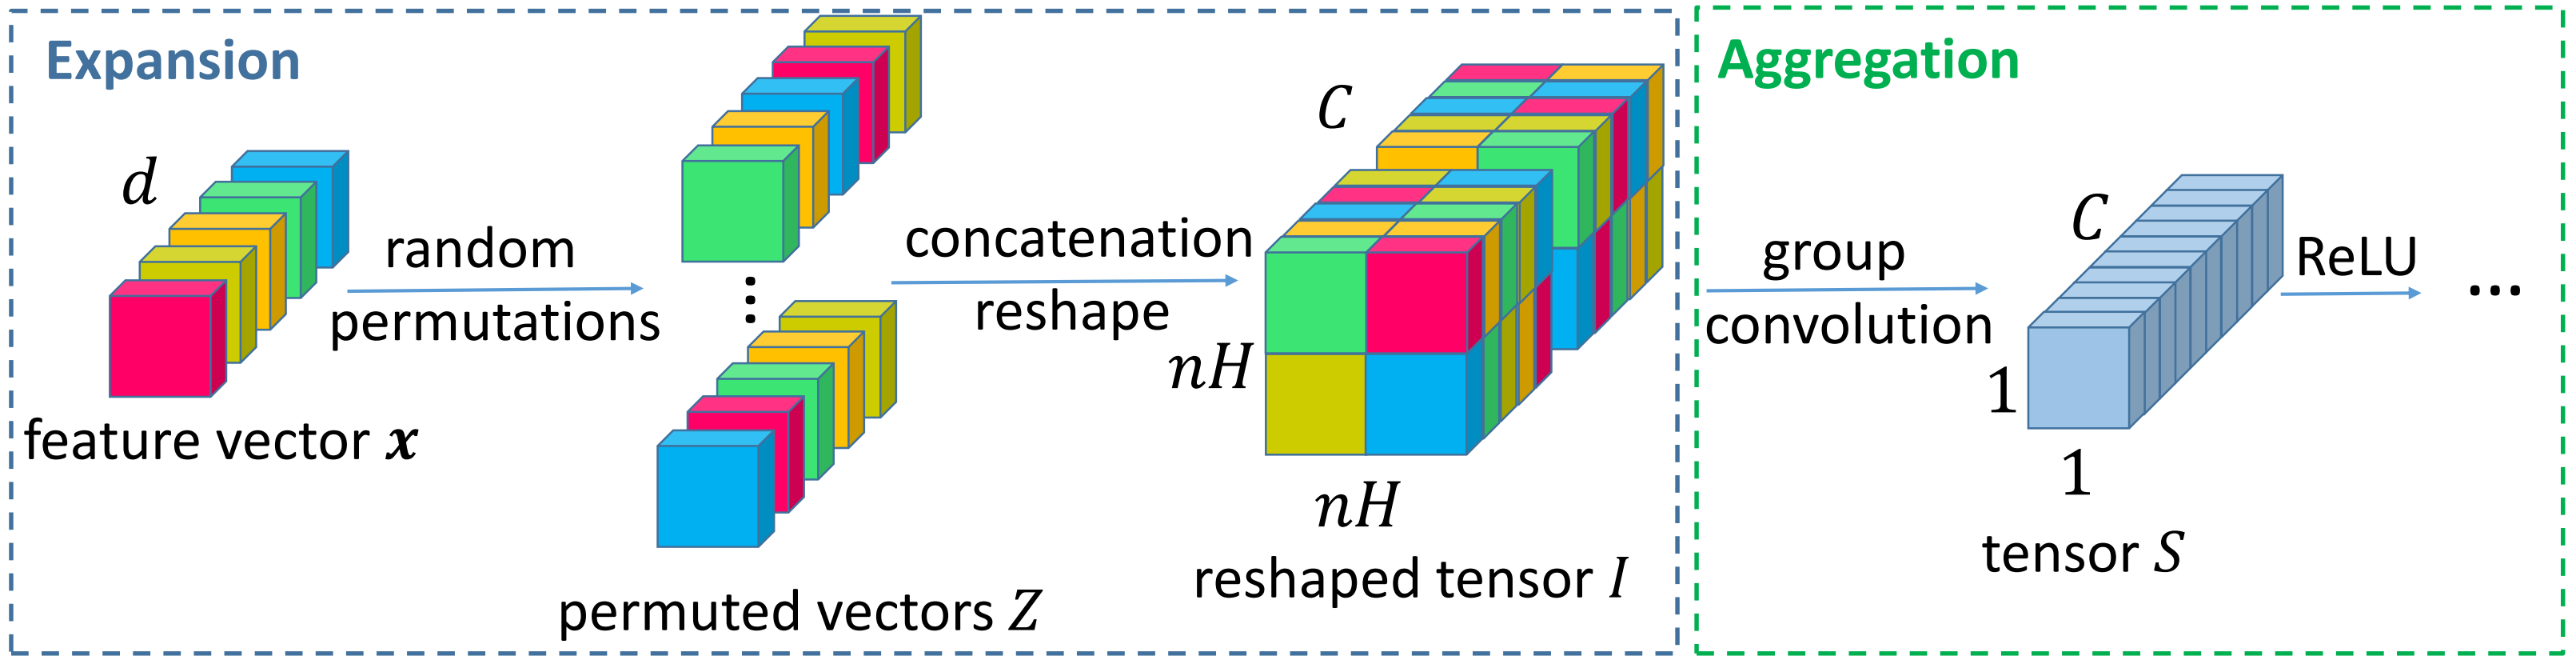 Expansion
d
feature vector x
random
permutations
⋮
permuted vectors Z
concatenation
reshape
C
nH
nH
reshaped tensor I
Aggregation
group
convolution
C
1
1
tensor S
ReLU
...